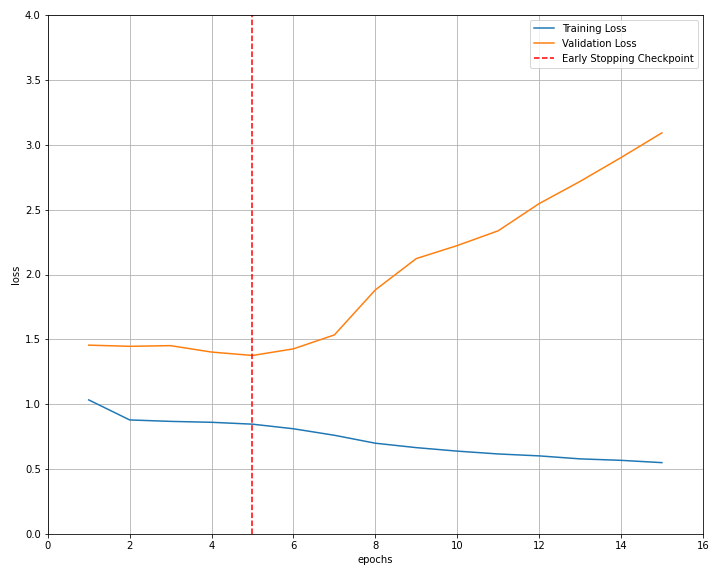 4.0
3.5
3.0
2.5
2.0
1.5
1.0
0.5
0.0
loss
Training Loss
Validation Loss
Early Stopping Checkpoint
0 2 4 6 8 10 12 14 16
epochs